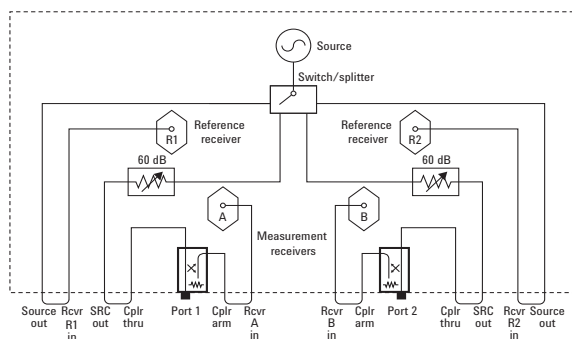 Source
Switch/splitter
Reference
receiver
R1
Reference
receiver
R2
60 dB
60 dB
A
B
Measurement
receivers
Source
out
Rcvr
R1
in
SRC
out
Cplr
thru
Port 1
Cplr
arm
Rcvr
A
in
Rcvr
B
in
Cplr
arm
Port 2
Cplr
thru
SRC
out
Rcvr
R2
in
Source
out